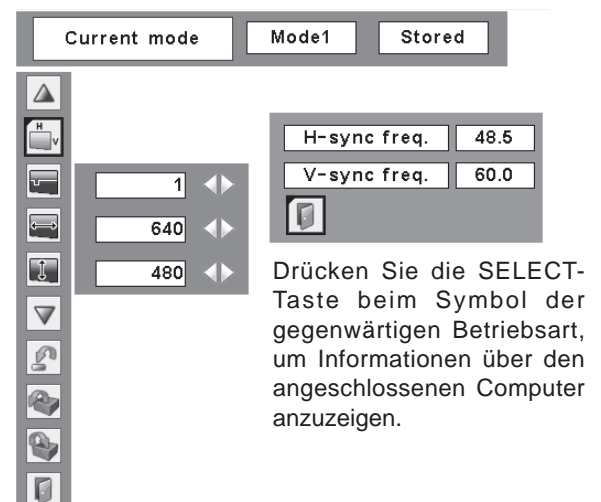 Current mode Mode1 Stored
H
V
H-sync freq. 48.5
V-sync freq. 60.0
1
640
480
Drücken Sie die SELECT-
Taste beim Symbol der
gegenwärtigen Betriebsart,
um Informationen über den
angeschlossenen Computer
anzuzeigen.